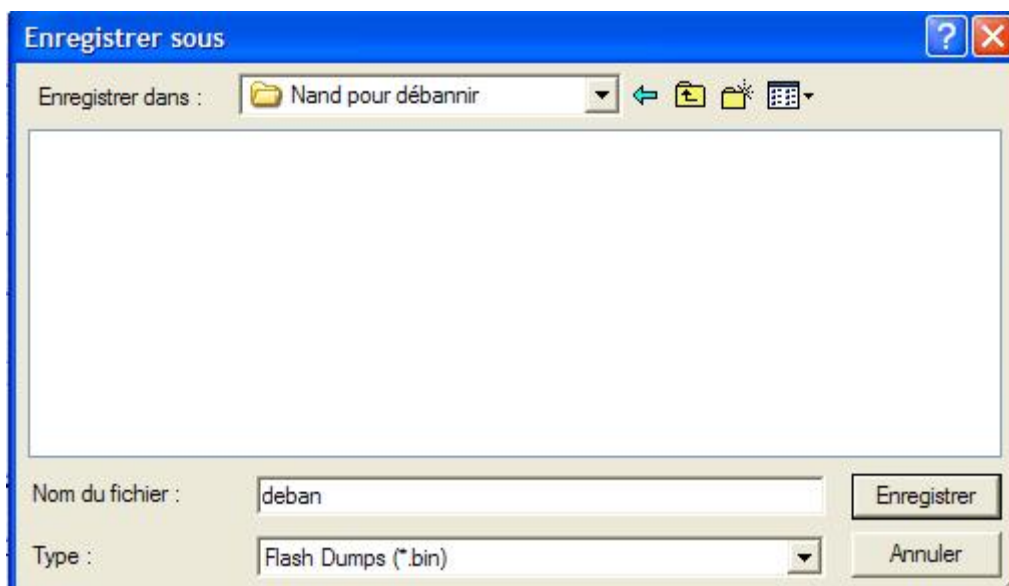 Enregistrer sous
Enregistrer dans : Nand pour débannir
Nom du fichier : deban Enregistrer
Type : Flash Dumps (*.bin) Annuler